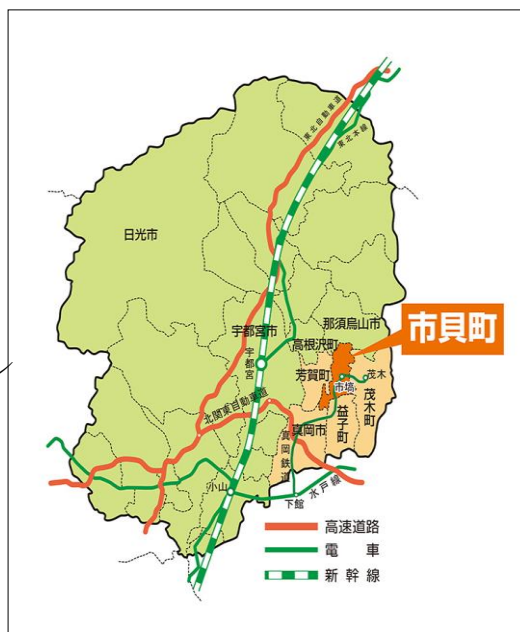 東北自動車道
東北本線
日光市
那須烏山市
宇都宮市
高根沢町
市貝町
宇都宮
芳賀町
茂木
市塙
茂木町
益子町
北関東自動車道
真岡市
真岡鉄道
小山
下館
水戸線
高速道路
電車
新幹線